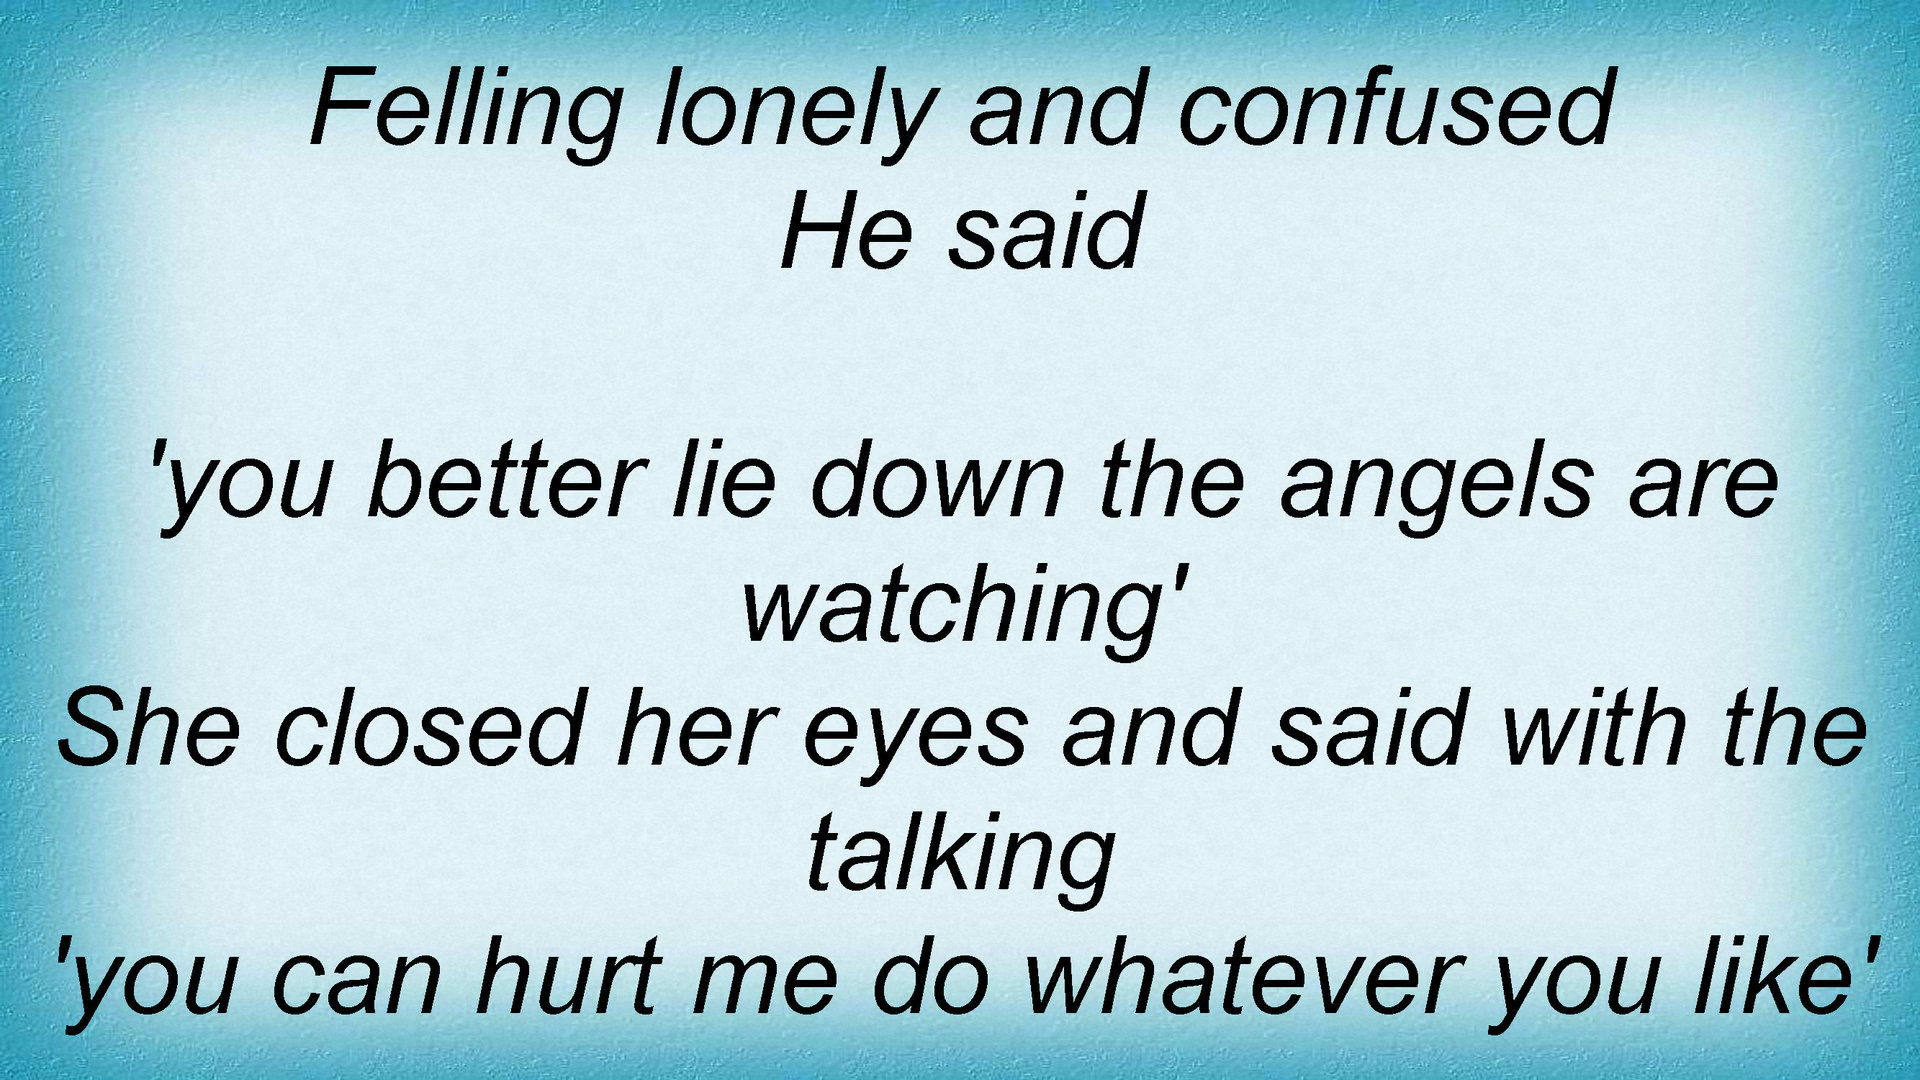 Felling lonely and confused
He said
'you better lie down the angels are
watching'
She closed her eyes and said with the
talking
'you can hurt me do whatever you like'